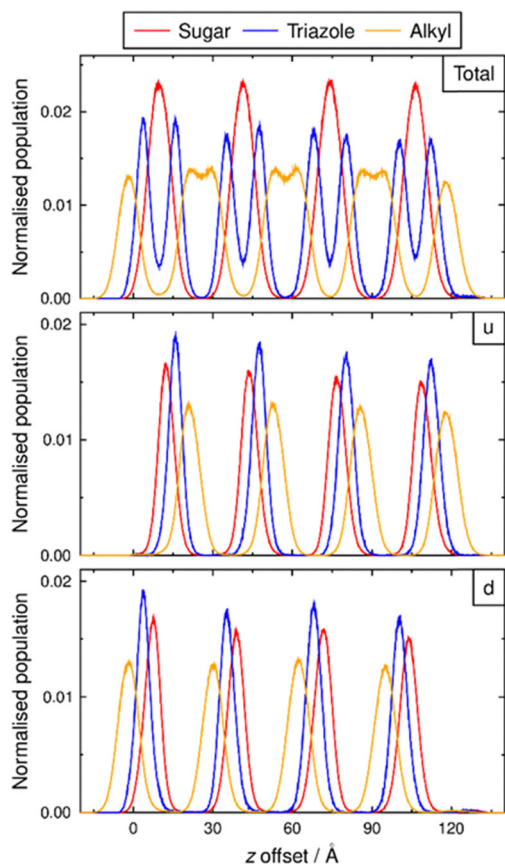 Sugar Triazole Alkyl
Total
Normalised population
0.02
0.01
0.00
u
Normalised population
0.02
0.01
0.00
d
Normalised population
0.02
0.01
0.00
0 30 60 90 120
z offset / Å